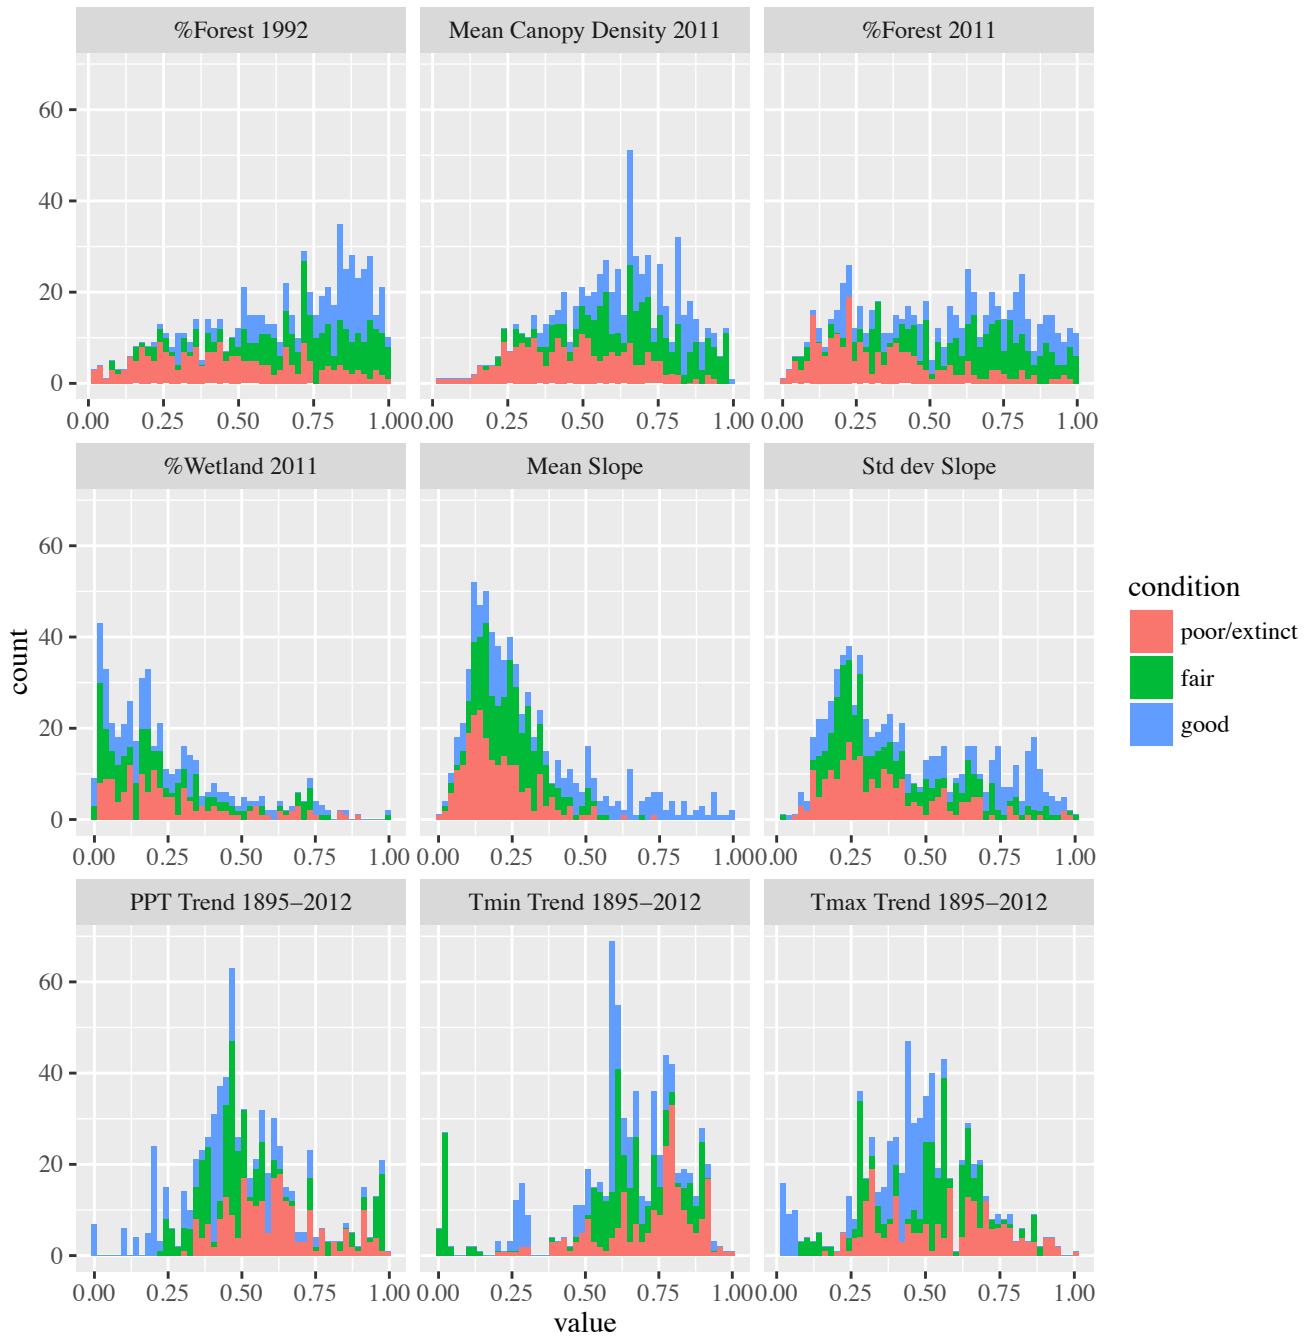 %Forest 1992 Mean Canopy Density 2011 %Forest 2011
60
40
20
0
0.00 0.25 0.50 0.75 1.00 0.00 0.25 0.50 0.75 1.00 0.00 0.25 0.50 0.75 1.00
%Wetland 2011 Mean Slope Std dev Slope
60
40
20
0
0.00 0.25 0.50 0.75 1.00 0.00 0.25 0.50 0.75 1.00 0.00 0.25 0.50 0.75 1.00
PPT Trend 1895−2012 Tmin Trend 1895−2012 Tmax Trend 1895−2012
60
40
20
0
0.00 0.25 0.50 0.75 1.00 0.00 0.25 0.50 0.75 1.00 0.00 0.25 0.50 0.75 1.00
value
count
condition
poor/extinct
fair
good